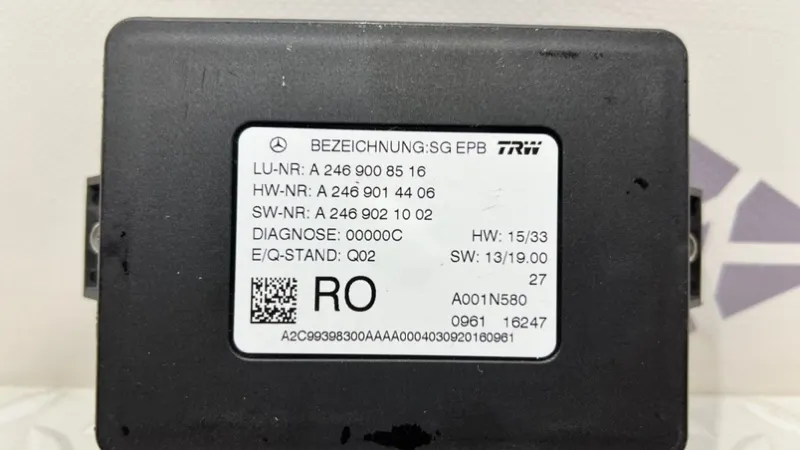 BEZEICHNUNG:SG EPB TRW
LU-NR: A 246 900 85 16
HW-NR: A 246 901 44 06
SW-NR: A 246 902 10 02
DIAGNOSE: 00000C HW: 15/33
E/Q-STAND: Q02 SW: 13/19.00
27
RO A001N580
0961 16247
A2C99398300AAAA0004030920160961